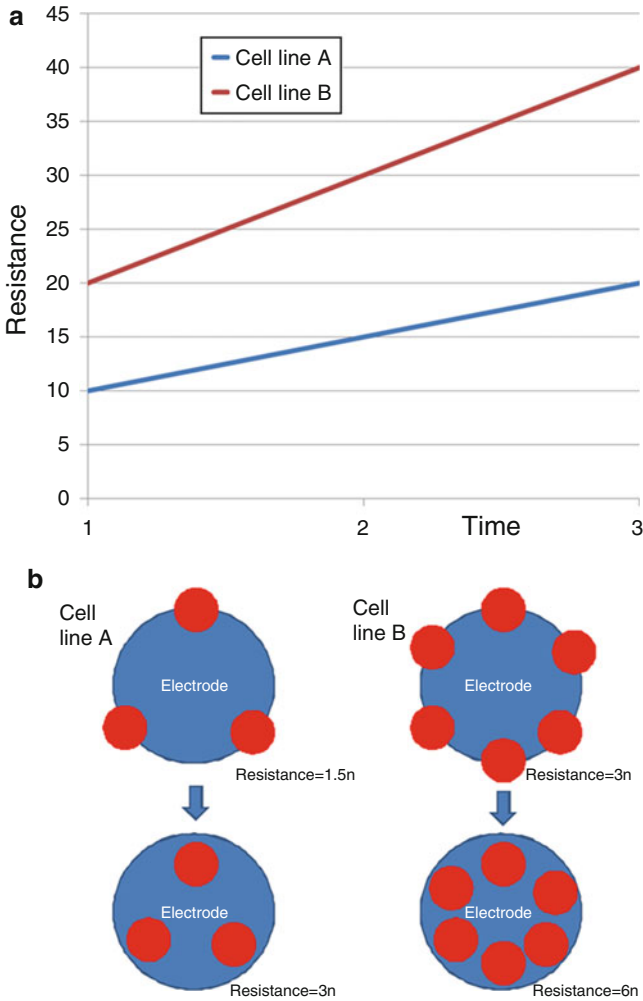 a
45
40
35
30
25
20
15
10
5
0
Resistance
Cell line A
Cell line B
1
2
Time
3
b
Cell
line A
Electrode
Resistance=1.5n
Cell
line B
Electrode
Resistance=3n
Electrode
Resistance=3n
Electrode
Resistance=6n